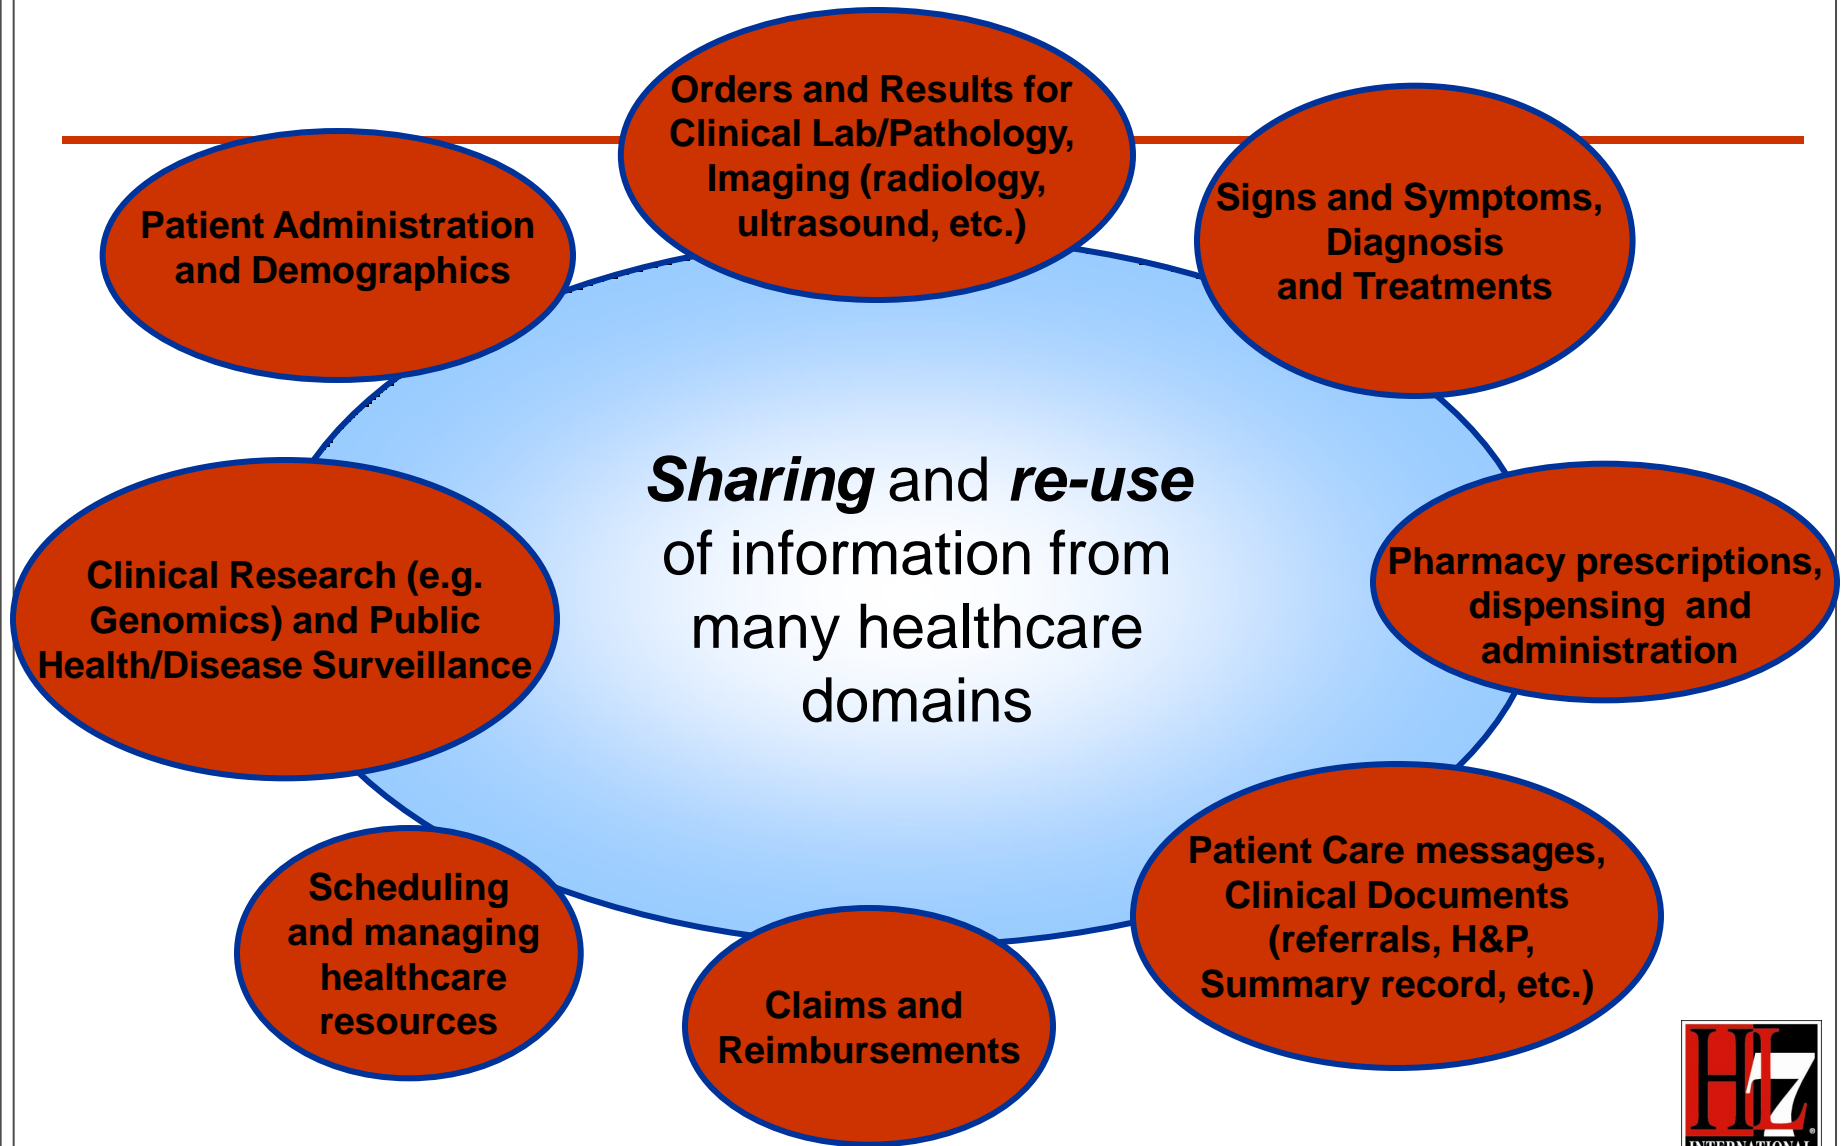 Orders and Results for
Clinical Lab/Pathology,
Imaging (radiology,
ultrasound, etc.)
Patient Administration
and Demographics
Signs and Symptoms,
Diagnosis
and Treatments
Sharing and re-use
of information from
many healthcare
domains
Clinical Research (e.g.
Genomics) and Public
Health/Disease Surveillance
Pharmacy prescriptions,
dispensing and
administration
Patient Care messages,
Clinical Documents
(referrals, H&P,
Summary record, etc.)
Scheduling
and managing
healthcare
resources
Claims and
Reimbursements
HL7®
INTERNATIONAL